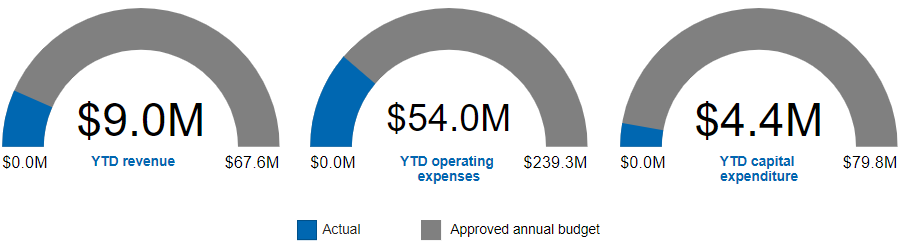 $9.0M
$0.0M
YTD revenue
$67.6M
$54.0M
$0.0M
YTD operating
expenses
$239.3M
$4.4M
$0.0M
YTD capital
expenditure
$79.8M
Actual
Approved annual budget